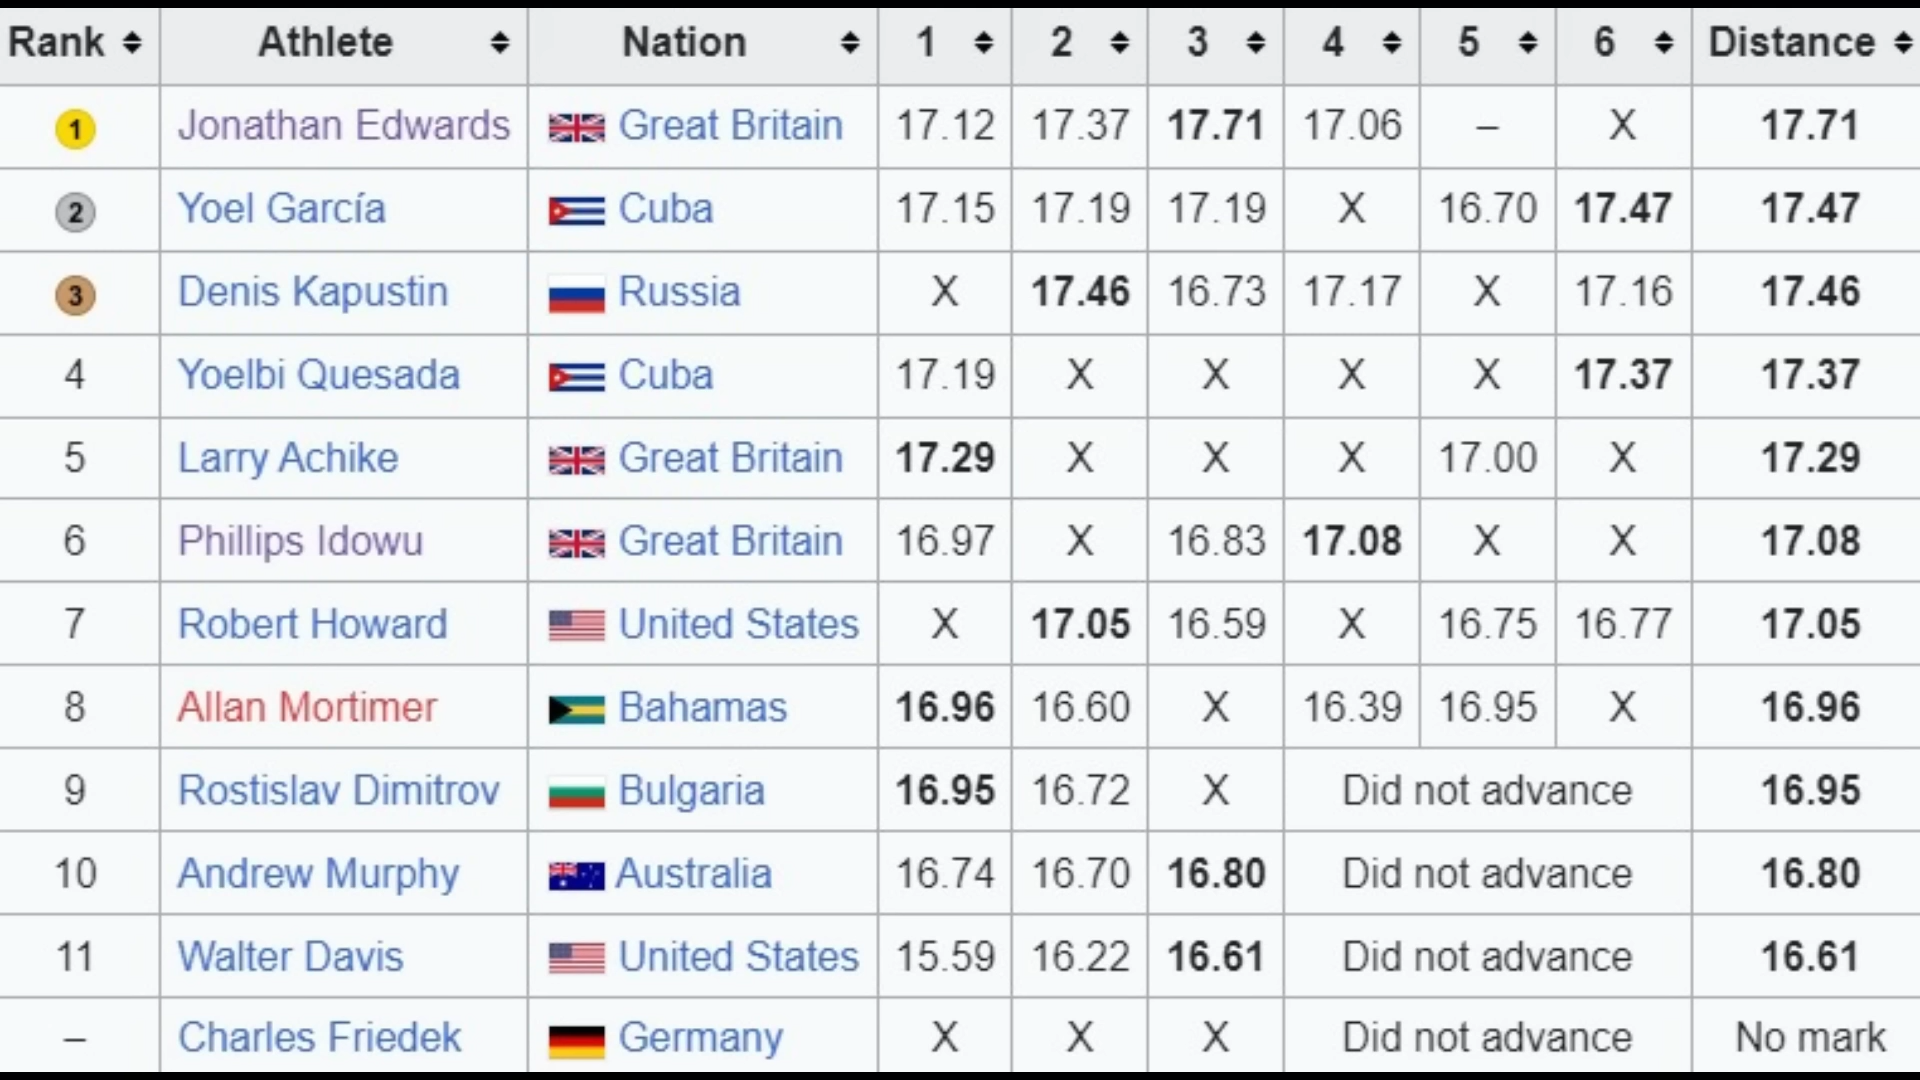 Rank Athlete Nation 1 2 3 4 5 6 Distance
1 Jonathan Edwards Great Britain 17.12 17.37 17.71 17.06 – X 17.71
2 Yoel García Cuba 17.15 17.19 17.19 X 16.70 17.47 17.47
3 Denis Kapustin Russia X 17.46 16.73 17.17 X 17.16 17.46
4 Yoelbi Quesada Cuba 17.19 X X X X 17.37 17.37
5 Larry Achike Great Britain 17.29 X X X 17.00 X 17.29
6 Phillips Idowu Great Britain 16.97 X 16.83 17.08 X X 17.08
7 Robert Howard United States X 17.05 16.59 X 16.75 16.77 17.05
8 Allan Mortimer Bahamas 16.96 16.60 X 16.39 16.95 X 16.96
9 Rostislav Dimitrov Bulgaria 16.95 16.72 X Did not advance 16.95
10 Andrew Murphy Australia 16.74 16.70 16.80 Did not advance 16.80
11 Walter Davis United States 15.59 16.22 16.61 Did not advance 16.61
– Charles Friedek Germany X X X Did not advance No mark